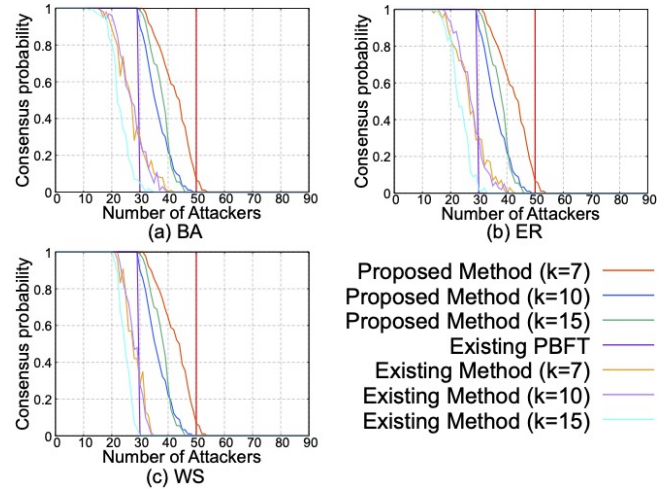 Consensus probability
1
0.8
0.6
0.4
0.2
0
0 10 20 30 40 50 60 70 80 90
Number of Attackers
(a) BA
Consensus probability
1
0.8
0.6
0.4
0.2
0
0 10 20 30 40 50 60 70 80 90
Number of Attackers
(b) ER
Consensus probability
1
0.8
0.6
0.4
0.2
0
0 10 20 30 40 50 60 70 80 90
Number of Attackers
(c) WS
Proposed Method (k=7)
Proposed Method (k=10)
Proposed Method (k=15)
Existing PBFT
Existing Method (k=7)
Existing Method (k=10)
Existing Method (k=15)